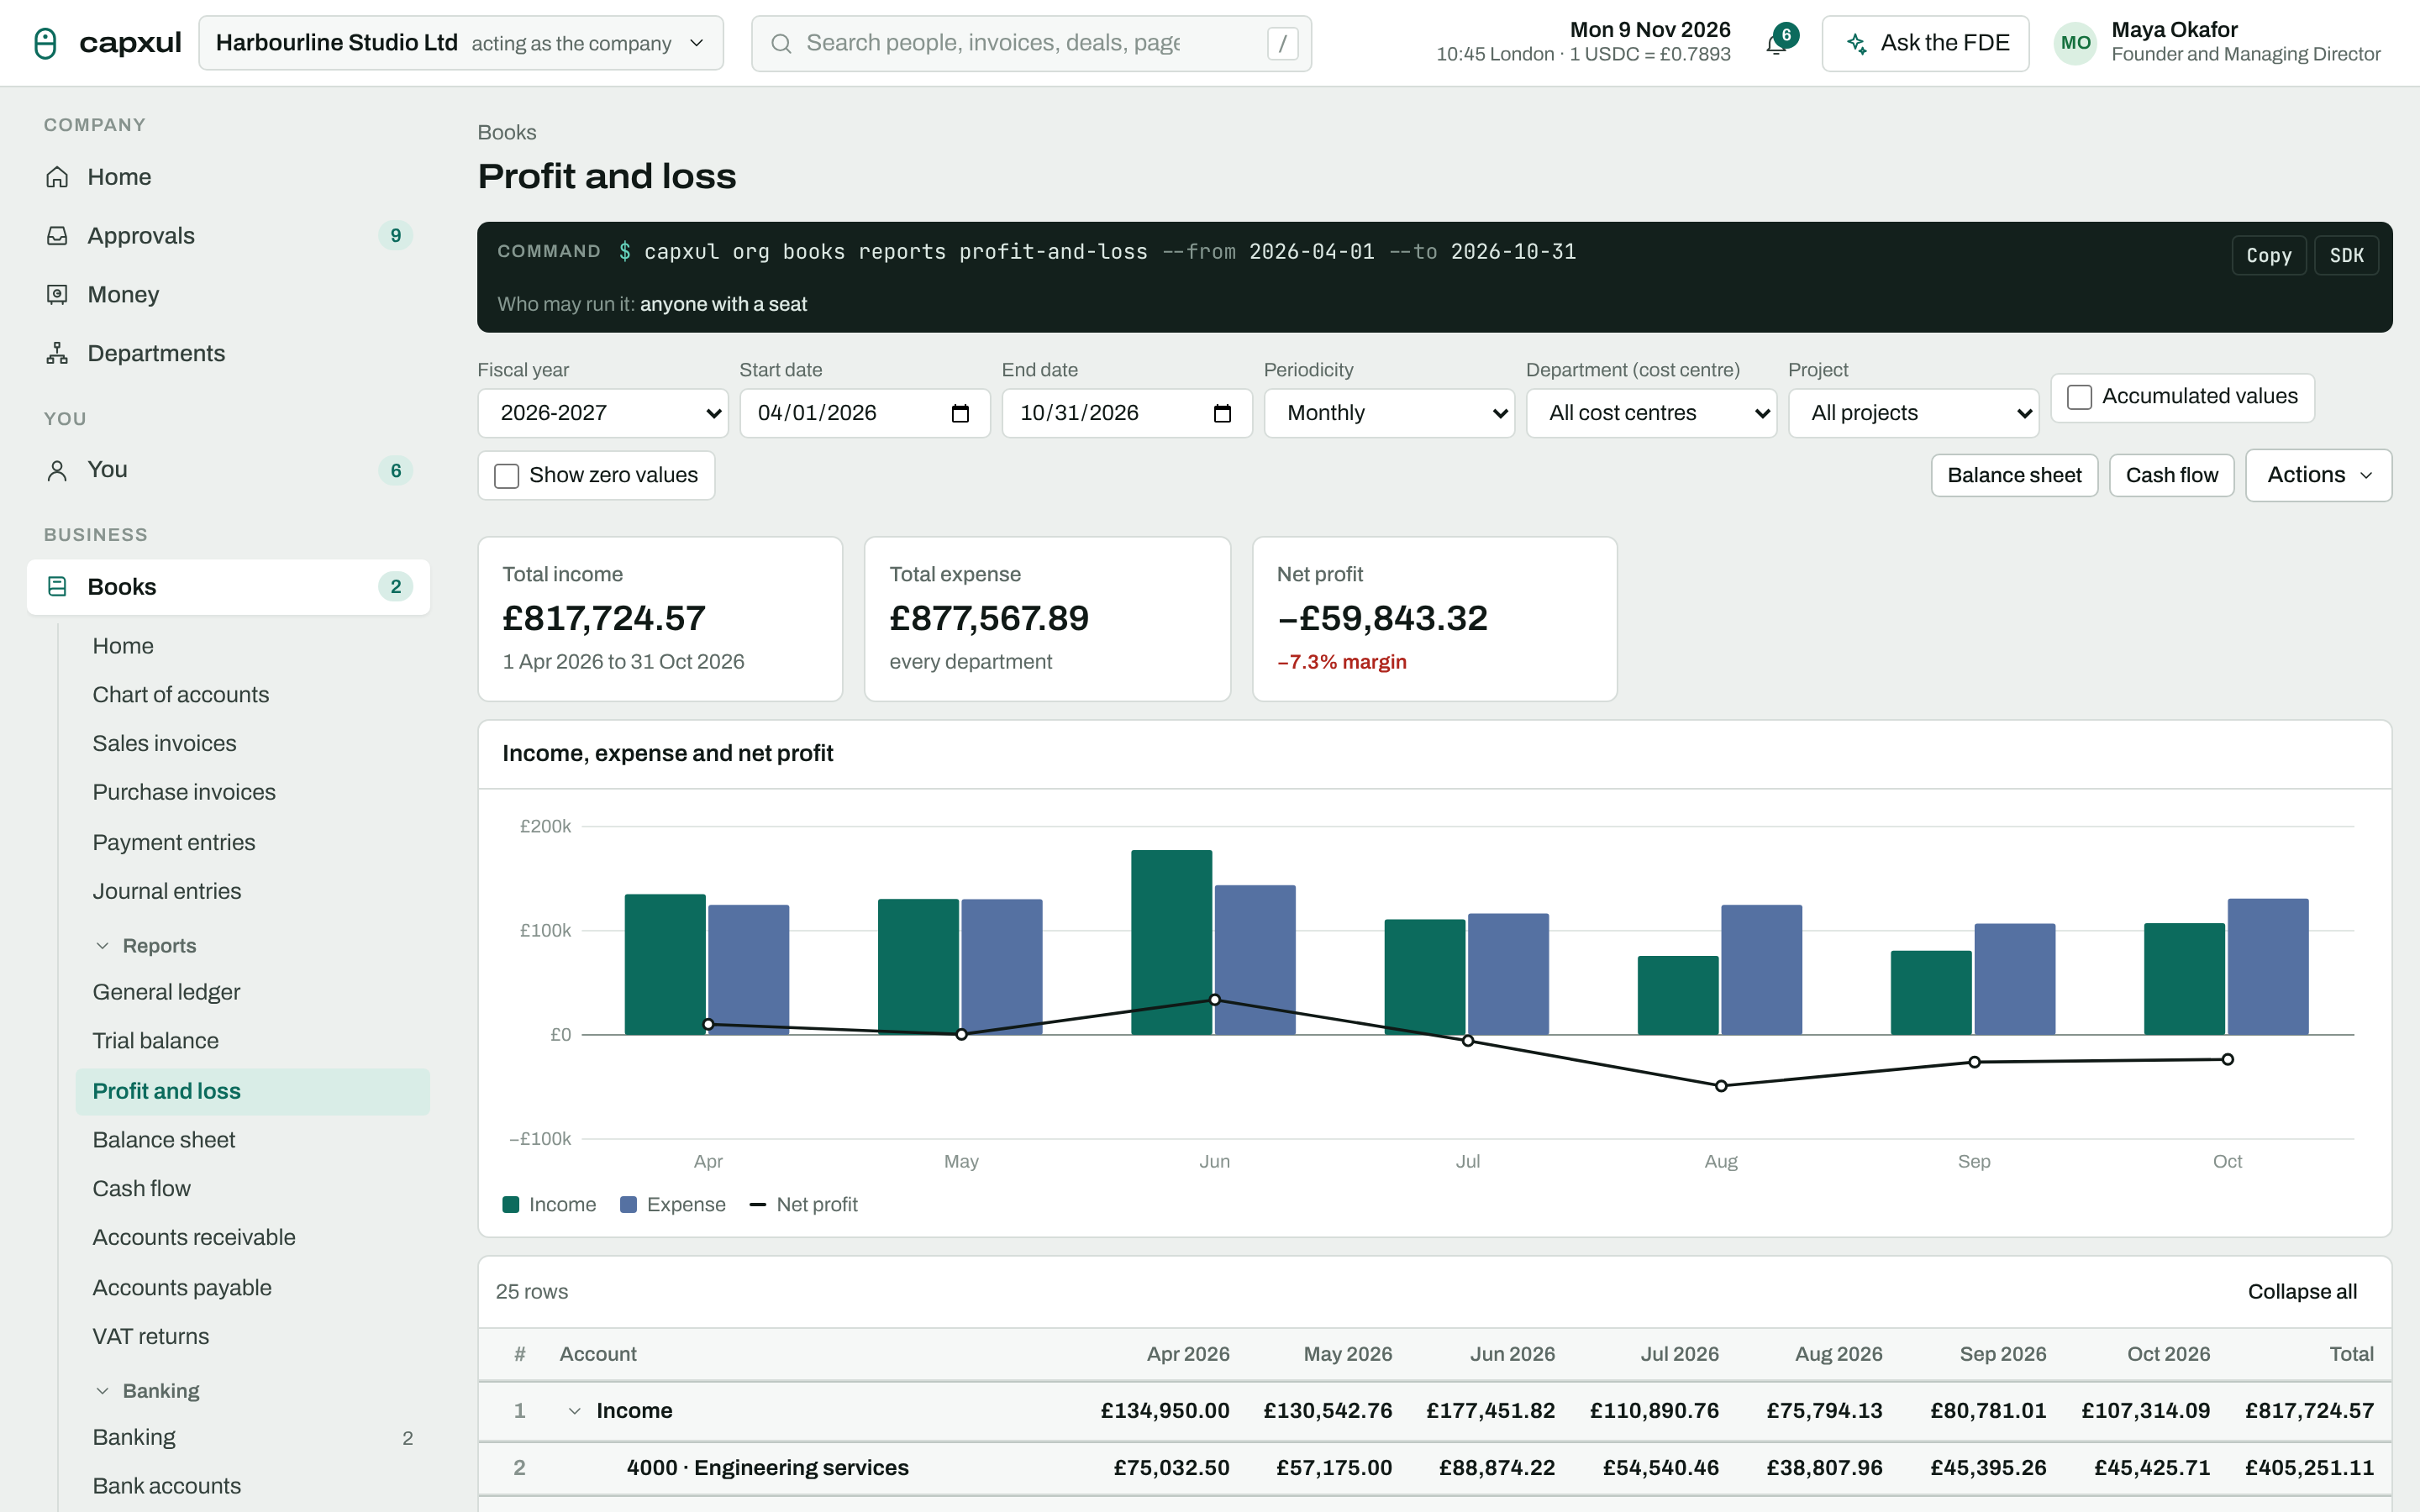 capxul
Harbourline Studio Ltd acting as the company
Search people, invoices, deals, page
/
Mon 9 Nov 2026
10:45 London · 1 USDC = £0.7893
6
Ask the FDE
MO
Maya Okafor
Founder and Managing Director
COMPANY
Home
Approvals 9
Money
Departments
YOU
You 6
BUSINESS
Books 2
Home
Chart of accounts
Sales invoices
Purchase invoices
Payment entries
Journal entries
Reports
General ledger
Trial balance
Profit and loss
Balance sheet
Cash flow
Accounts receivable
Accounts payable
VAT returns
Banking
Banking 2
Bank accounts
Books
Profit and loss
COMMAND $ capxul org books reports profit-and-loss --from 2026-04-01 --to 2026-10-31
Copy SDK
Who may run it: anyone with a seat
Fiscal year Start date End date Periodicity Department (cost centre) Project
2026-2027 04/01/2026 10/31/2026 Monthly All cost centres All projects Accumulated values
Show zero values Balance sheet Cash flow Actions
Total income
£817,724.57
1 Apr 2026 to 31 Oct 2026
Total expense
£877,567.89
every department
Net profit
−£59,843.32
−7.3% margin
Income, expense and net profit
£200k
£100k
£0
−£100k
Apr May Jun Jul Aug Sep Oct
Income Expense Net profit
25 rows Collapse all
# Account Apr 2026 May 2026 Jun 2026 Jul 2026 Aug 2026 Sep 2026 Oct 2026 Total
1 Income £134,950.00 £130,542.76 £177,451.82 £110,890.76 £75,794.13 £80,781.01 £107,314.09 £817,724.57
2 4000 · Engineering services £75,032.50 £57,175.00 £88,874.22 £54,540.46 £38,807.96 £45,395.26 £45,425.71 £405,251.11